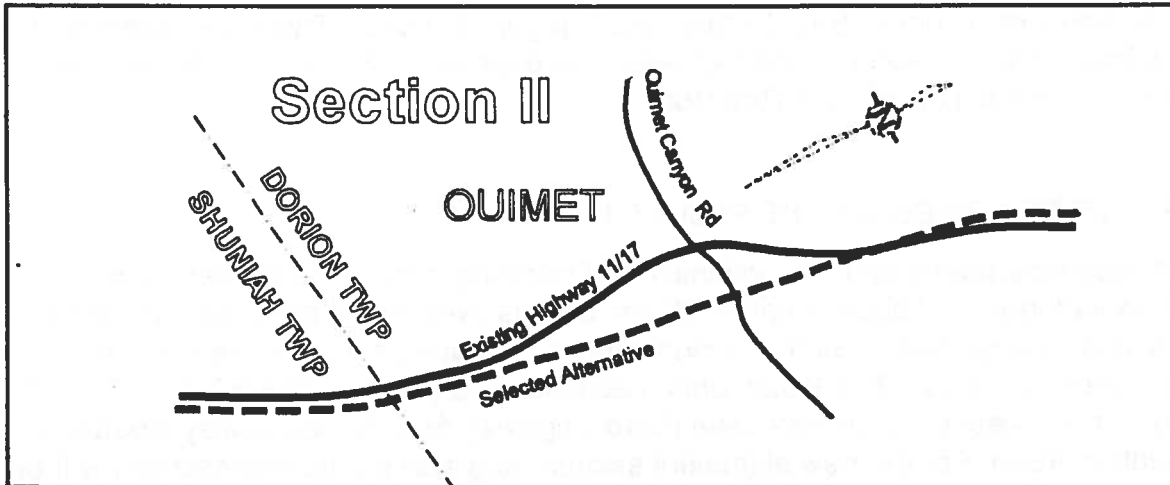 Section II
OUIMET
Ouimet Canyon Rd
DORION TWP
SHUNIAH TWP
Existing Highway 11/17
Selected Alternative